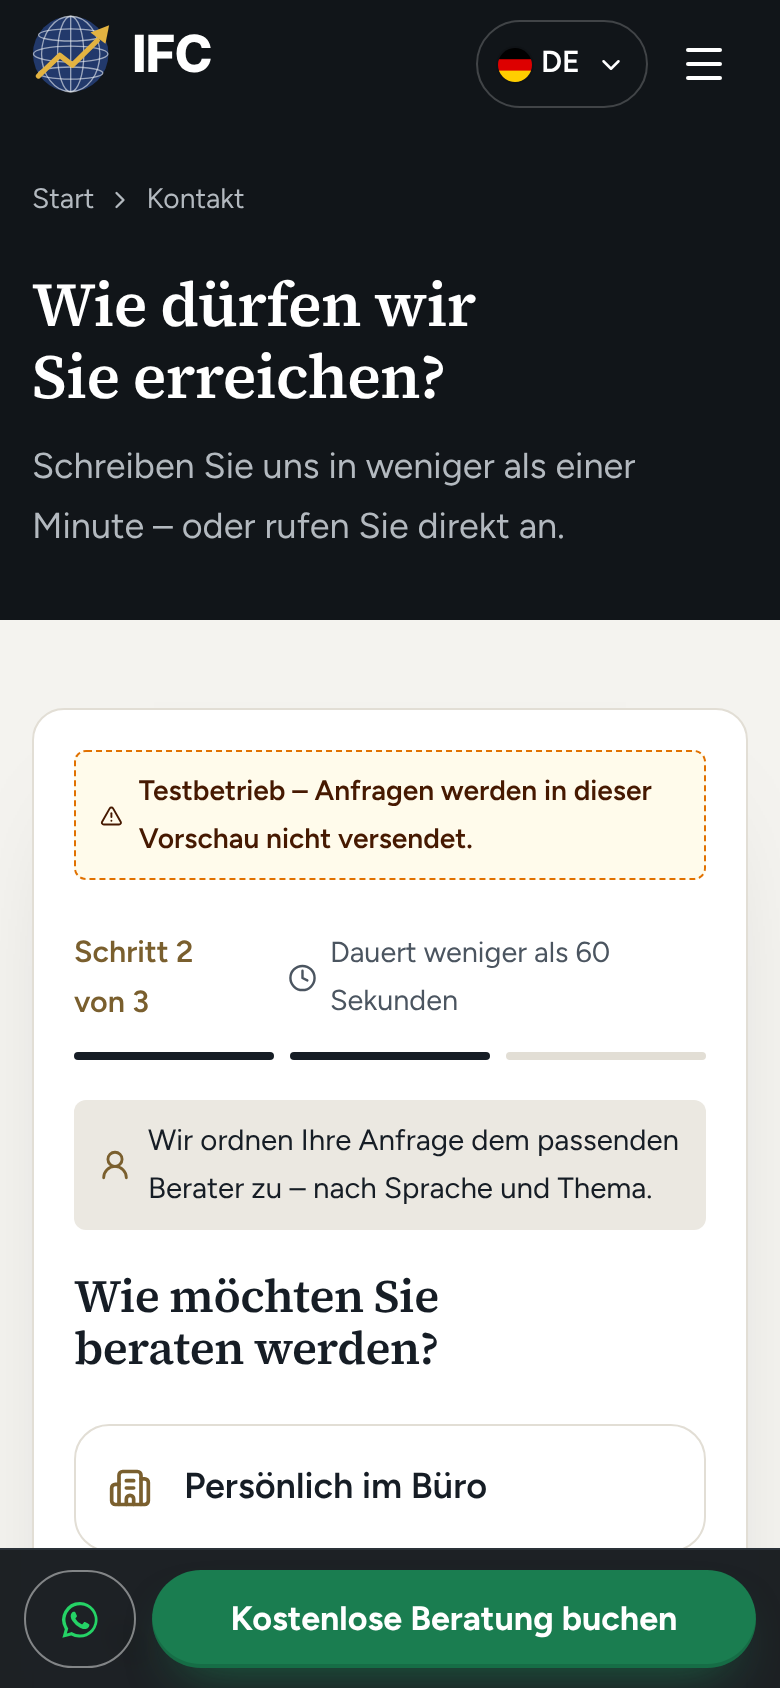 IFC
DE
Start > Kontakt
Wie dürfen wir
Sie erreichen?
Schreiben Sie uns in weniger als einer
Minute – oder rufen Sie direkt an.
Testbetrieb – Anfragen werden in dieser
Vorschau nicht versendet.
Schritt 2
von 3
Dauert weniger als 60
Sekunden
Wir ordnen Ihre Anfrage dem passenden
Berater zu – nach Sprache und Thema.
Wie möchten Sie
beraten werden?
Persönlich im Büro
Kostenlose Beratung buchen